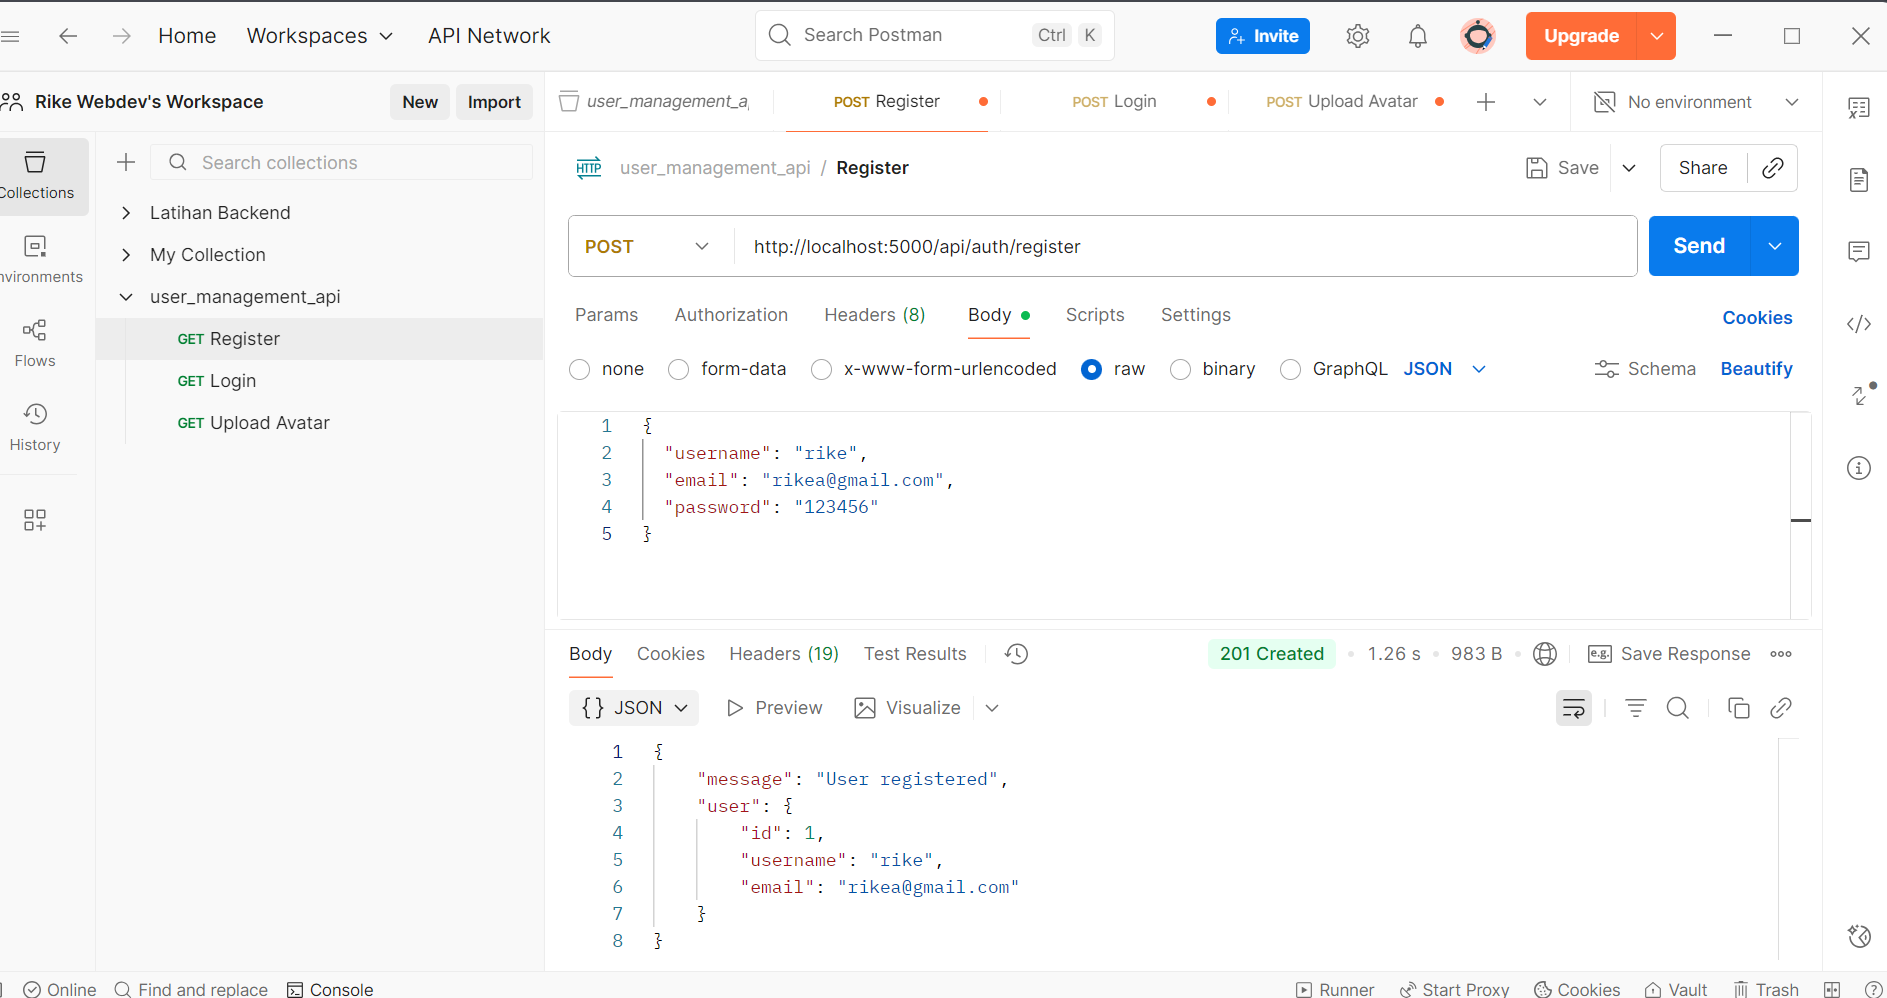 Home Workspaces API Network Search Postman Ctrl K Invite Upgrade
Rike Webdev's Workspace New Import
user_management_a POST Register POST Login POST Upload Avatar No environment
Collections
Search collections
Latihan Backend
My Collection
user_management_api
GET Register
GET Login
GET Upload Avatar
nvironments
Flows
History
HTTP user_management_api / Register Save Share
POST http://localhost:5000/api/auth/register Send
Params Authorization Headers (8) Body Scripts Settings Cookies
none form-data x-www-form-urlencoded raw binary GraphQL JSON Schema Beautify
1 {
2 "username": "rike",
3 "email": "rikea@gmail.com",
4 "password": "123456"
5 }
Body Cookies Headers (19) Test Results 201 Created 1.26 s 983 B e.g. Save Response
{} JSON Preview Visualize
1 {
2 "message": "User registered",
3 "user": {
4 "id": 1,
5 "username": "rike",
6 "email": "rikea@gmail.com"
7 }
8 }
Online Find and replace Console Runner Start Proxy Cookies Vault Trash